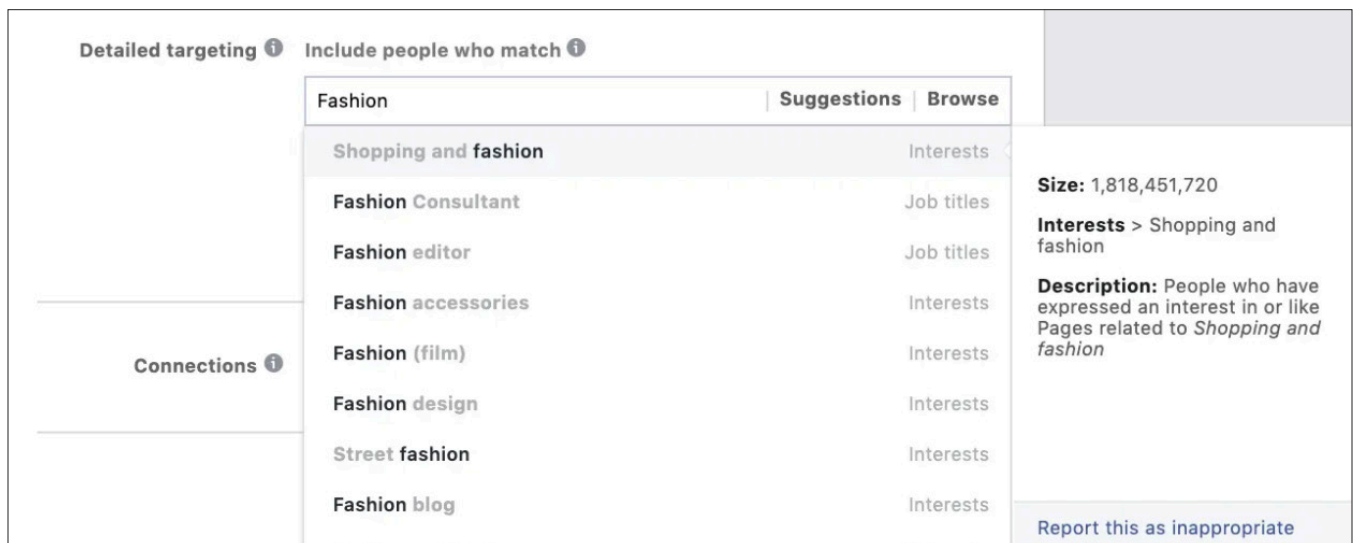 Detailed targeting
Include people who match
Fashion
Suggestions
Browse
Shopping and fashion Interests
Fashion Consultant Job titles
Fashion editor Job titles
Fashion accessories Interests
Fashion (film) Interests
Fashion design Interests
Street fashion Interests
Fashion blog Interests
Connections
Size: 1,818,451,720
Interests > Shopping and
fashion
Description: People who have
expressed an interest in or like
Pages related to Shopping and
fashion
Report this as inappropriate